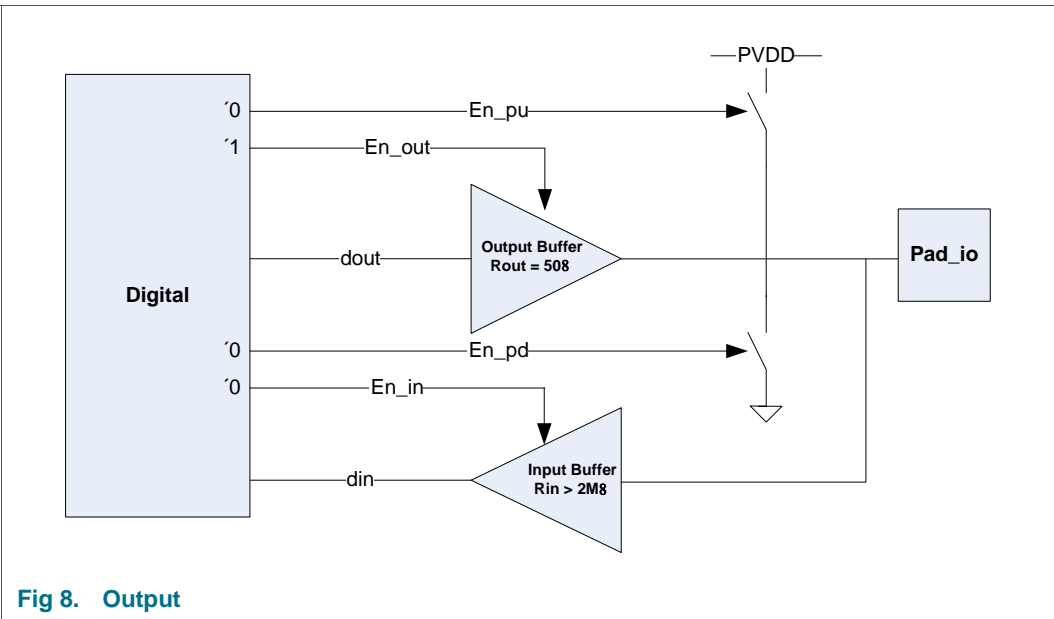 PVDD
´0
En_pu
´1
En_out
Output Buffer
Rout = 508
dout
Pad_io
Digital
´0
En_pd
´0
En_in
Input Buffer
Rin > 2M8
din
Fig 8. Output